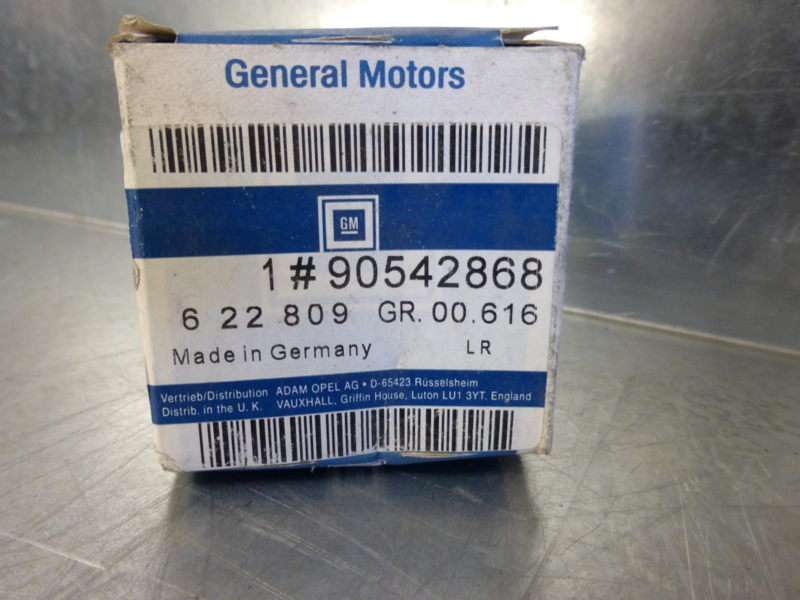 General Motors
GM
1#90542868
6 22 809 GR. 00.616
Made in Germany LR
Vertrieb/Distribution ADAM OPEL AG • D-65423 Rüsselsheim
Distrib. in the U. K. VAUXHALL, Griffin House, Luton LU1 3YT. England